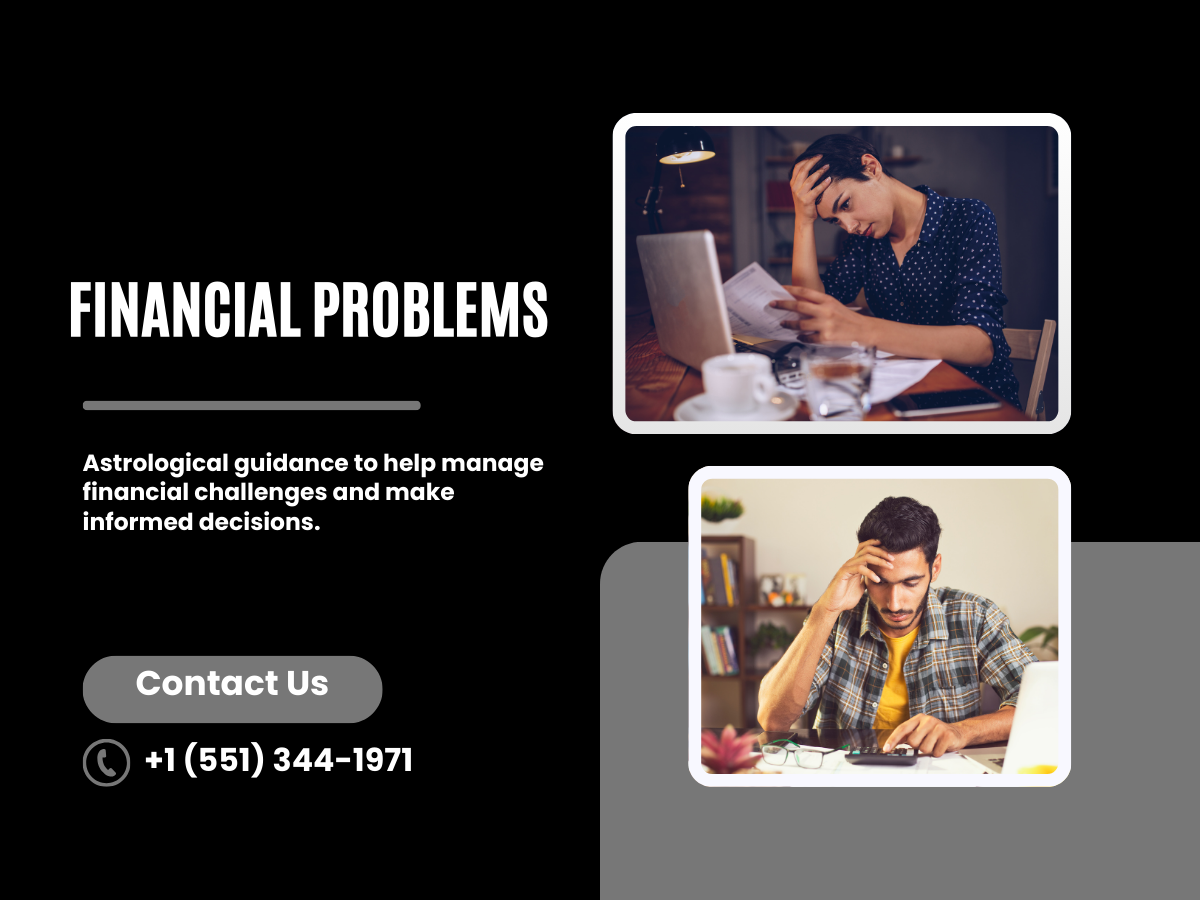 FINANCIAL PROBLEMS
Astrological guidance to help manage
financial challenges and make
informed decisions.
Contact Us
+1 (551) 344-1971